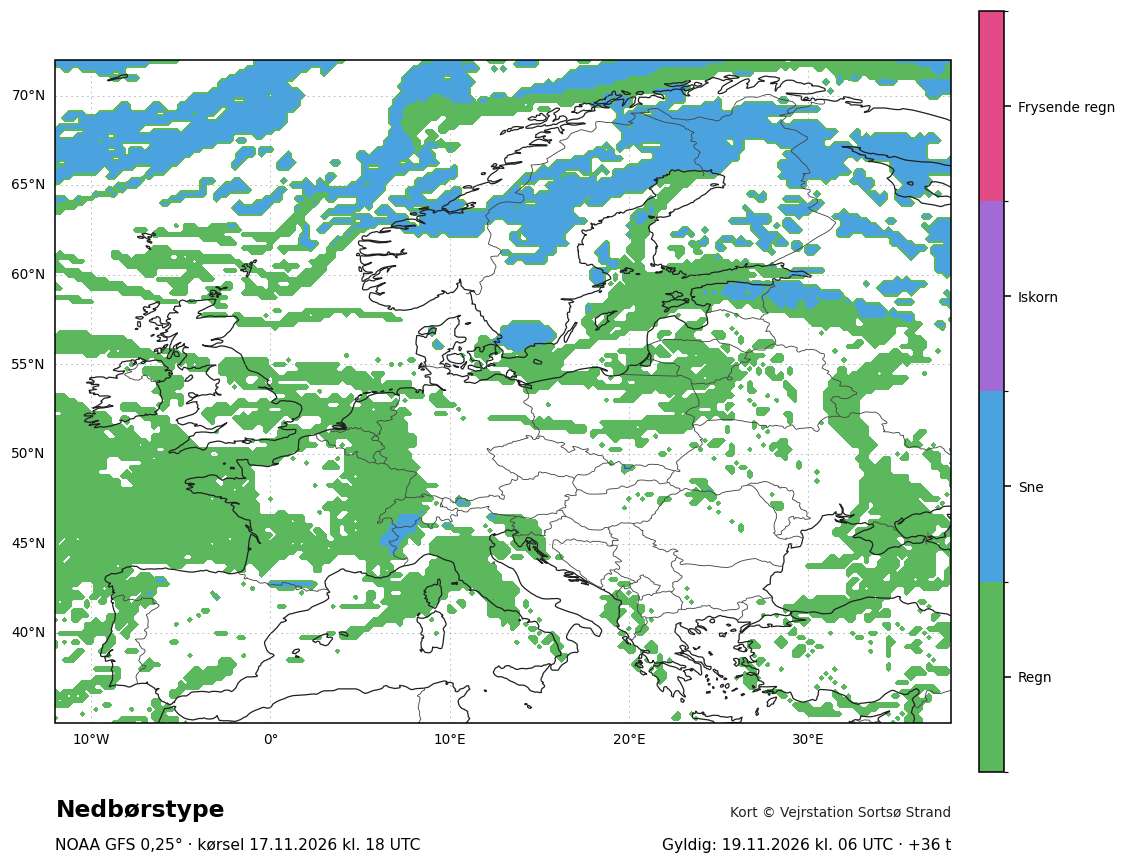 70°N
65°N
60°N
55°N
50°N
45°N
40°N
10°W
0°
10°E
20°E
30°E
Frysende regn
Iskorn
Sne
Regn
Nedbørstype
Kort © Vejrstation Sortsø Strand
NOAA GFS 0,25° · kørsel 17.11.2026 kl. 18 UTC
Gyldig: 19.11.2026 kl. 06 UTC · +36 t